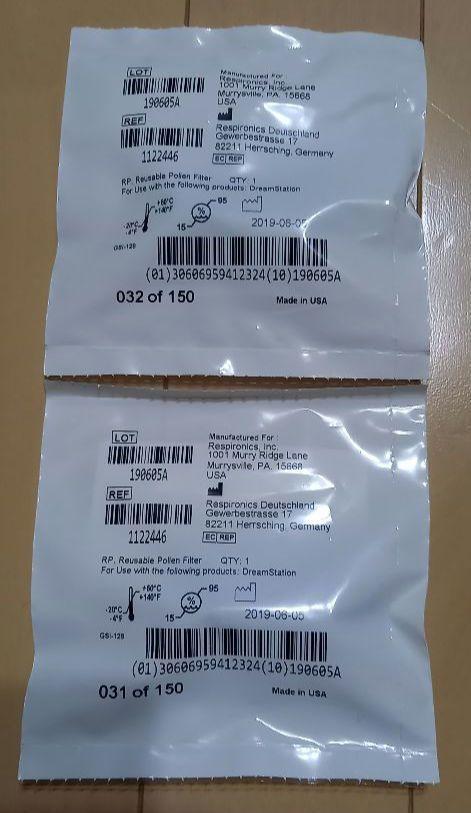 LOT
190605A
REF
1122446
Manufactured For
Respironics, Inc.
1001 Murry Ridge Lane
Murrysville, PA. 15668
USA
Respironics Deutschland
Gewerbestrasse 17
82211 Herrsching, Germany
EC REP
RP, Reusable Pollen Filter QTY: 1
For Use with the following products: DreamStation
+60°C
+140°F
-20°C
-4°F
% 95
15
2019-06-05
GS1-128
(01)30606959412324(10)190605A
032 of 150
Made in USA
LOT
190605A
REF
1122446
Manufactured For :
Respironics, Inc.
1001 Murry Ridge Lane
Murrysville, PA. 15668
USA
Respironics Deutschland
Gewerbestrasse 17
82211 Herrsching, Germany
EC REP
RP, Reusable Pollen Filter QTY: 1
For Use with the following products: DreamStation
+60°C
+140°F
-20°C
-4°F
% 95
15
2019-06-05
GS1-128
(01)30606959412324(10)190605A
031 of 150
Made in USA